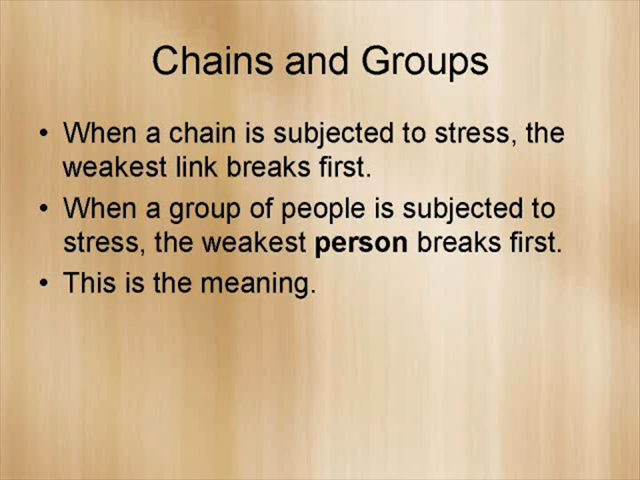 Chains and Groups
• When a chain is subjected to stress, the
weakest link breaks first.
• When a group of people is subjected to
stress, the weakest person breaks first.
• This is the meaning.